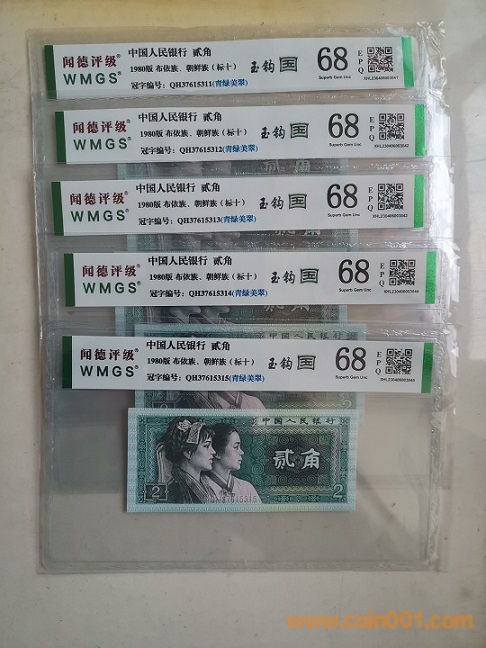 闻德评级
WMGS®
中国人民银行 贰角
1980版 布依族、朝鲜族（标十）
冠字编号：QH37615311(青绿美翠)
玉钩国
68
Superb Gem Unc
EPQ
闻德评级
WMGS®
中国人民银行 贰角
1980版 布依族、朝鲜族（标十）
冠字编号：QH37615312(青绿美翠)
玉钩国
68
Superb Gem Unc
EPQ
闻德评级
WMGS®
中国人民银行 贰角
1980版 布依族、朝鲜族（标十）
冠字编号：QH37615313(青绿美翠)
玉钩国
68
Superb Gem Unc
EPQ
闻德评级
WMGS®
中国人民银行 贰角
1980版 布依族、朝鲜族（标十）
冠字编号：QH37615314(青绿美翠)
玉钩国
68
Superb Gem Unc
EPQ
闻德评级
WMGS®
中国人民银行 贰角
1980版 布依族、朝鲜族（标十）
冠字编号：QH37615315(青绿美翠)
玉钩国
68
Superb Gem Unc
EPQ
中国人民银行
贰角
QH37615315
2
2
www.coin001.com